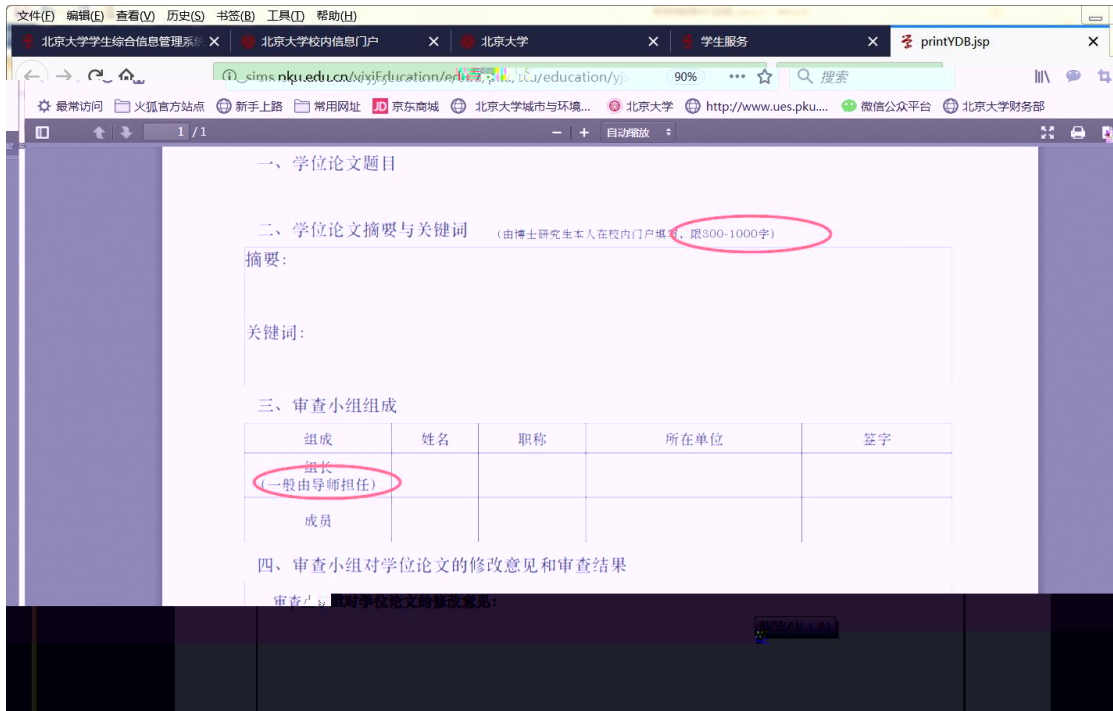 文件(F) 编辑(E) 查看(V) 历史(S) 书签(B) 工具(T) 帮助(H)
北京大学学生综合信息管理系统 北京大学校内信息门户 北京大学 学生服务 printYDB.jsp
sims.pku.edu.cn 90% 搜索
最常访问 火狐官方站点 新手上路 常用网址 JD 京东商城 北京大学城市与环境... 北京大学 http://www.ues.pku.... 微信公众平台 北京大学财务部
1 / 1 — + 自动缩放
一、学位论文题目
二、学位论文摘要与关键词 (由博士研究生本人在校内门户填写,限800-1000字)
摘要:
关键词:
三、审查小组组成
组成 姓名 职称 所在单位 签字
组长
(一般由导师担任)
成员
四、审查小组对学位论文的修改意见和审查结果
审查小组对学位论文的修改意见: